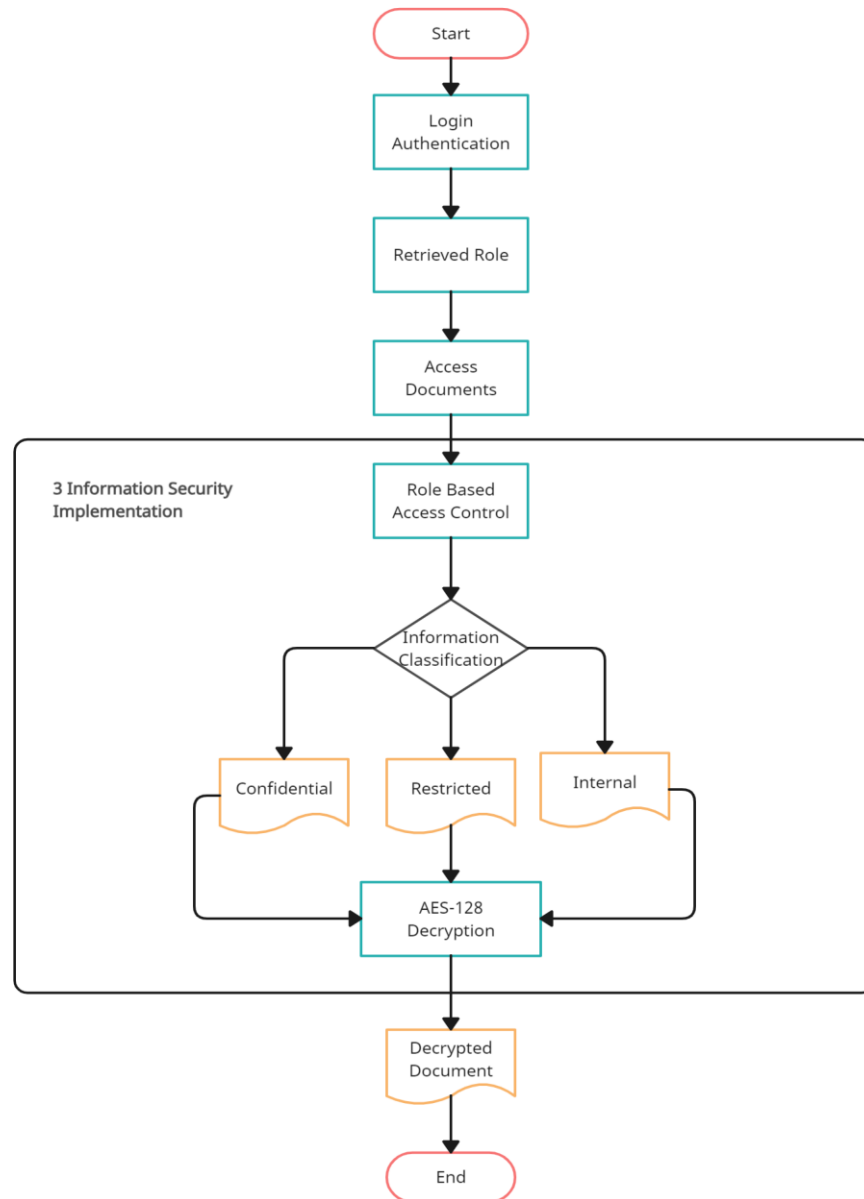 Start
Login
Authentication
Retrieved Role
Access
Documents
3 Information Security
Implementation
Role Based
Access Control
Information
Classification
Confidential
Restricted
Internal
AES-128
Decryption
Decrypted
Document
End